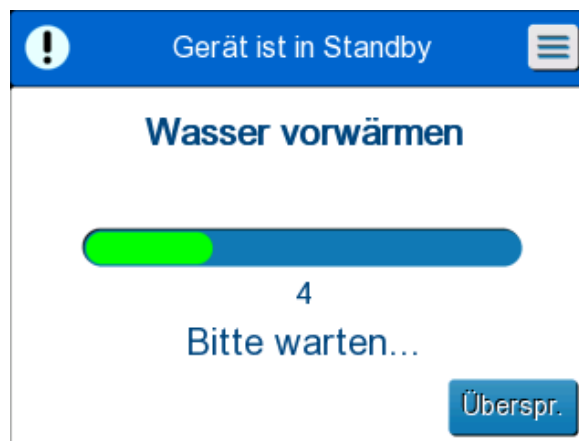 Gerät ist in Standby
Wasser vorwärmen
4
Bitte warten...
Überspr.